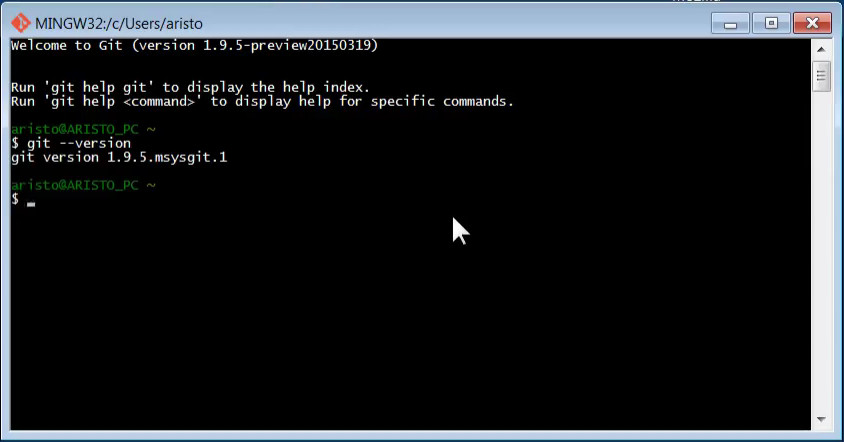 MINGW32:/c/Users/aristo
Welcome to Git (version 1.9.5-preview20150319)
Run 'git help git' to display the help index.
Run 'git help <command>' to display help for specific commands.
aristo@ARISTO_PC ~
$ git --version
git version 1.9.5.msysgit.1
aristo@ARISTO_PC ~
$